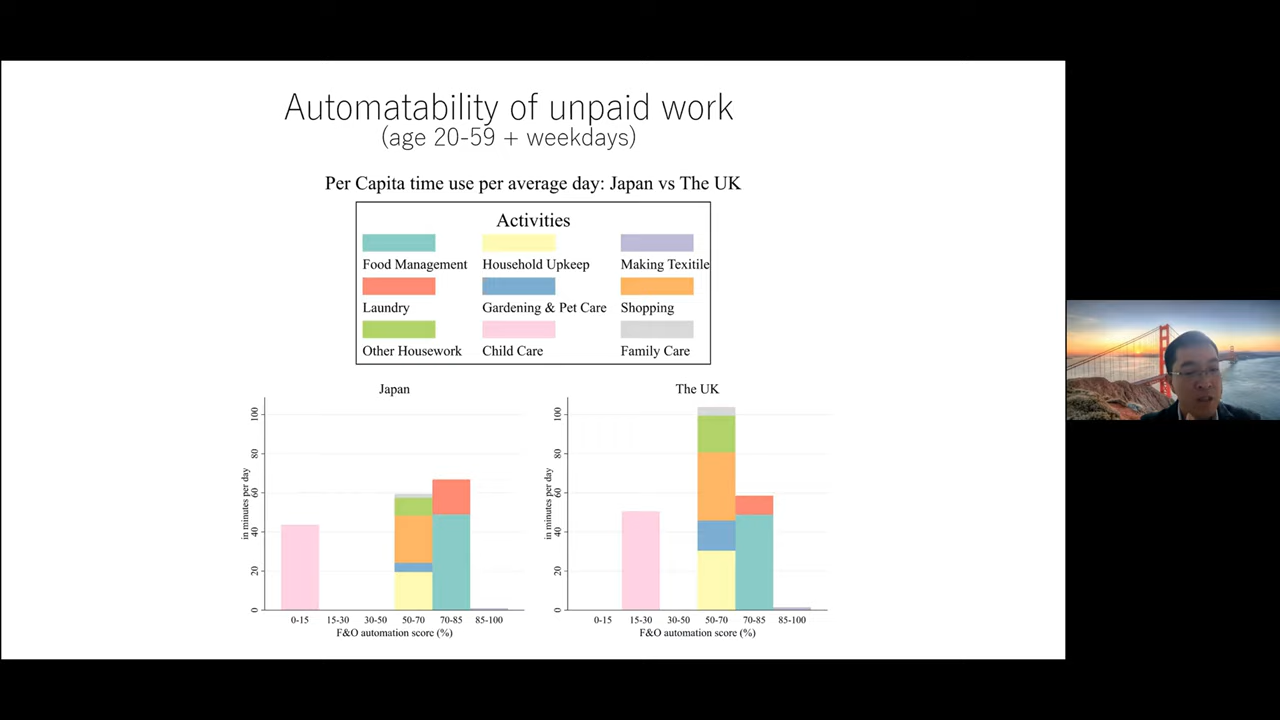 Automatability of unpaid work
(age 20-59 + weekdays)
Per Capita time use per average day: Japan vs The UK
Activities
Food Management
Household Upkeep
Making Texitile
Laundry
Gardening & Pet Care
Shopping
Other Housework
Child Care
Family Care
Japan
in minutes per day
100
80
60
40
20
0
0-15 15-30 30-50 50-70 70-85 85-100
F&O automation score (%)
The UK
in minutes per day
100
80
60
40
20
0
0-15 15-30 30-50 50-70 70-85 85-100
F&O automation score (%)